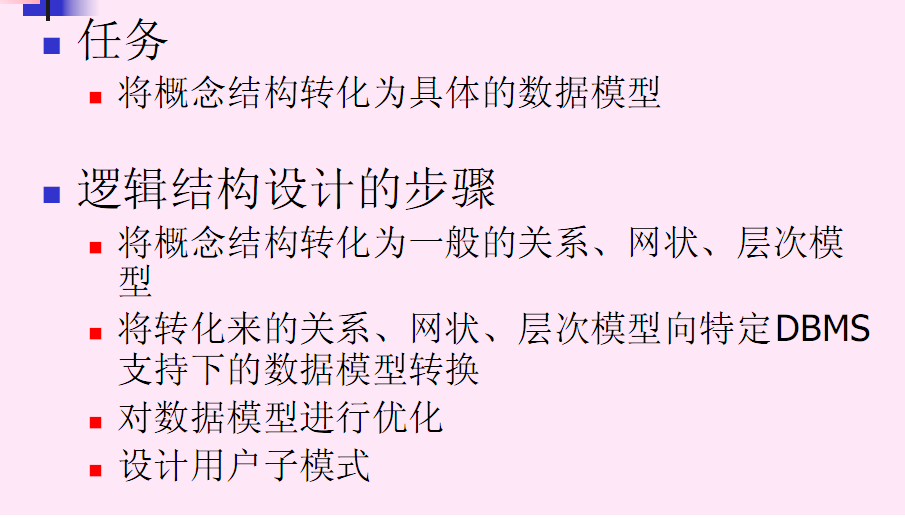 任务
将概念结构转化为具体的数据模型
逻辑结构设计的步骤
将概念结构转化为一般的关系、网状、层次模
型
将转化来的关系、网状、层次模型向特定DBMS
支持下的数据模型转换
对数据模型进行优化
设计用户子模式